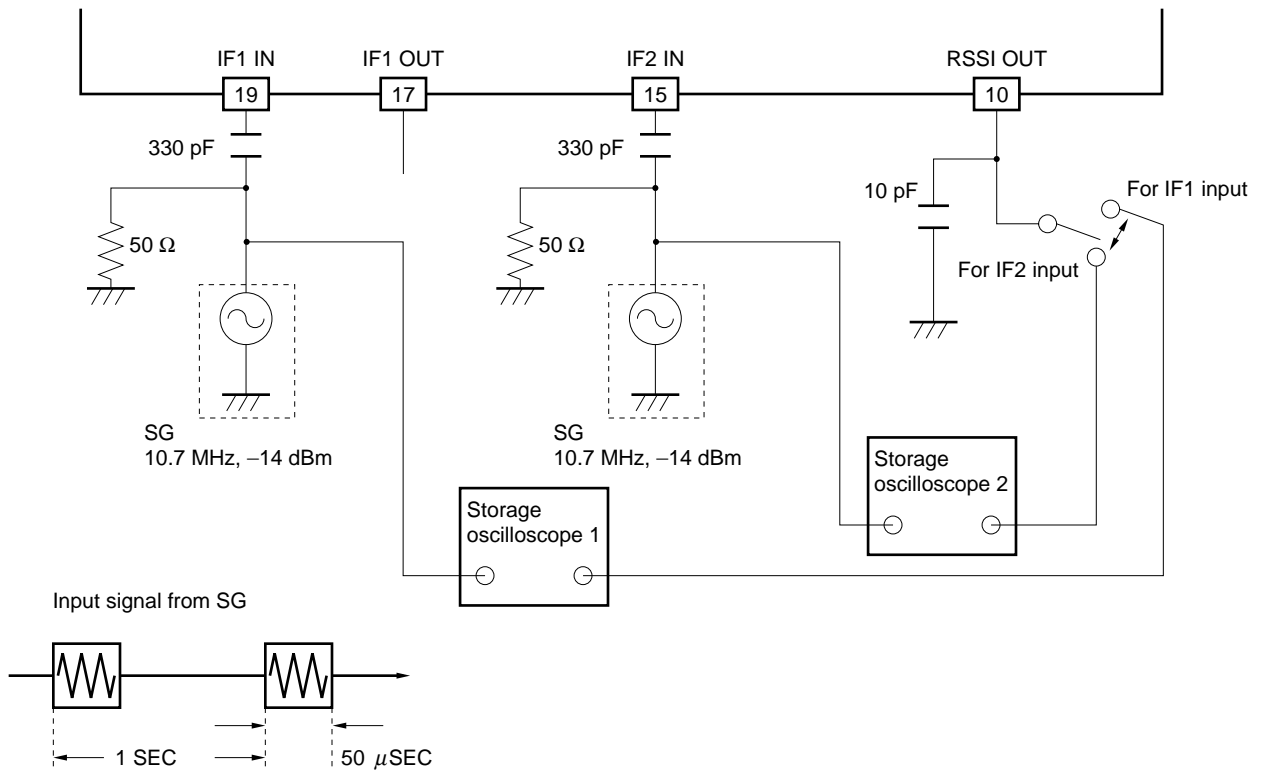 IF1 IN
IF1 OUT
IF2 IN
RSSI OUT
19
17
15
10
330 pF
330 pF
10 pF
For IF1 input
50 Ω
50 Ω
For IF2 input
SG
10.7 MHz, −14 dBm
SG
10.7 MHz, −14 dBm
Storage
oscilloscope 2
Storage
oscilloscope 1
Input signal from SG
1 SEC
50 μSEC